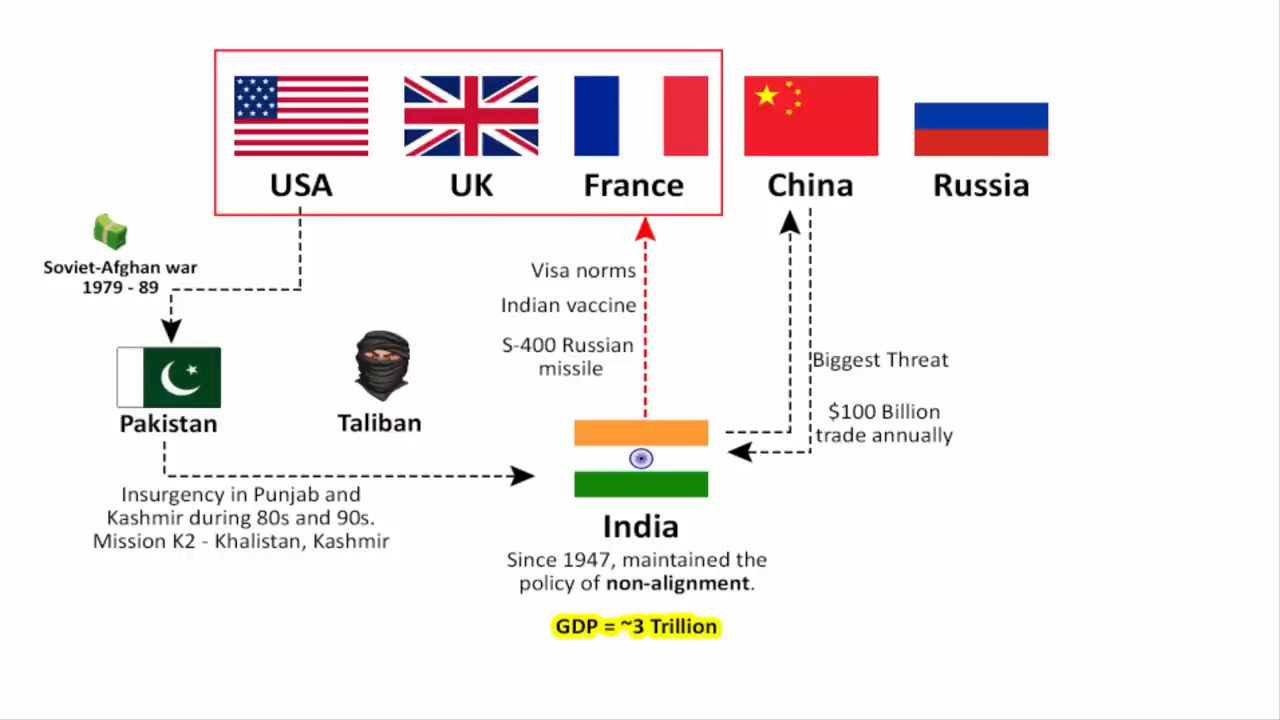 USA
UK
France
China
Russia
Soviet-Afghan war
1979 - 89
Visa norms
Indian vaccine
S-400 Russian
missile
Biggest Threat
$100 Billion
trade annually
Pakistan
Taliban
Insurgency in Punjab and
Kashmir during 80s and 90s.
Mission K2 - Khalistan, Kashmir
India
Since 1947, maintained the
policy of non-alignment.
GDP = ~3 Trillion